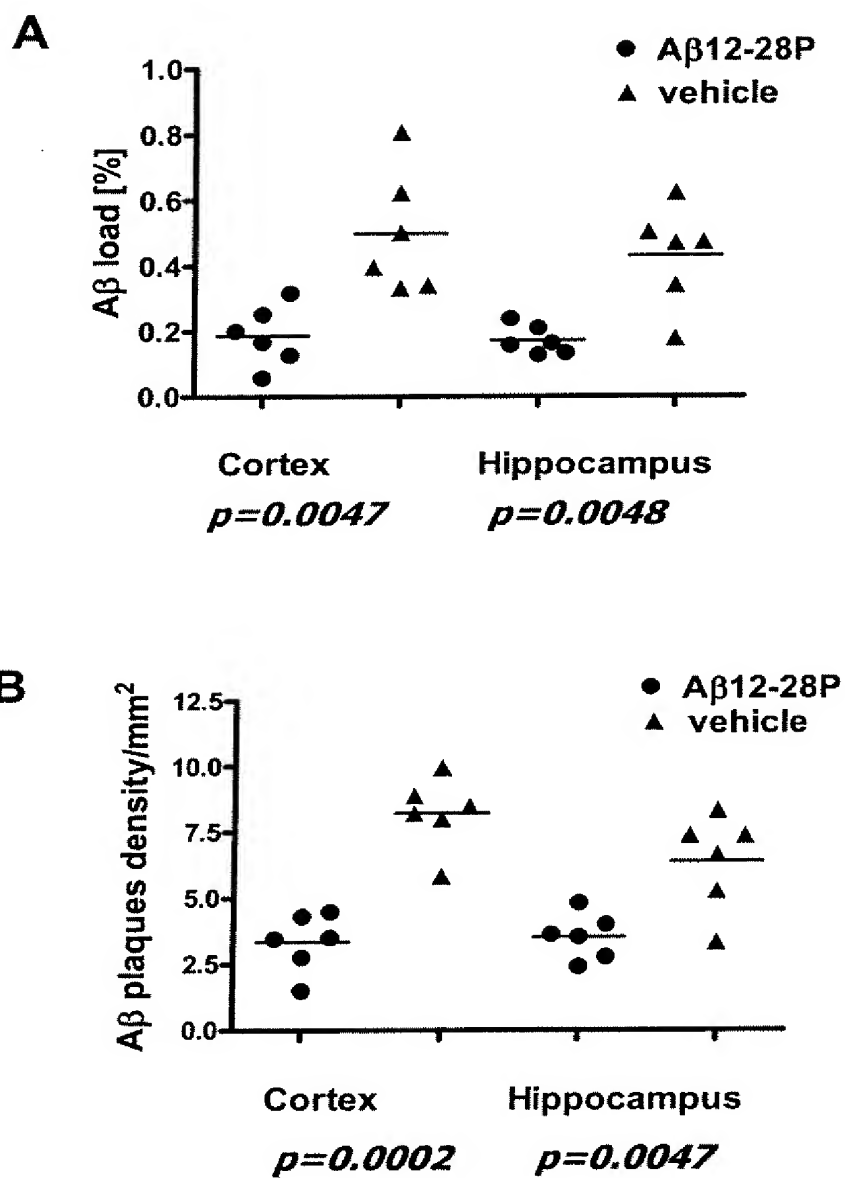 A
Aβ12-28P
vehicle
Aβ load [%]
1.0
0.8
0.6
0.4
0.2
0.0
Cortex
Hippocampus
p=0.0047
p=0.0048
B
Aβ12-28P
vehicle
Aβ plaques density/mm²
12.5
10.0
7.5
5.0
2.5
0.0
Cortex
Hippocampus
p=0.0002
p=0.0047